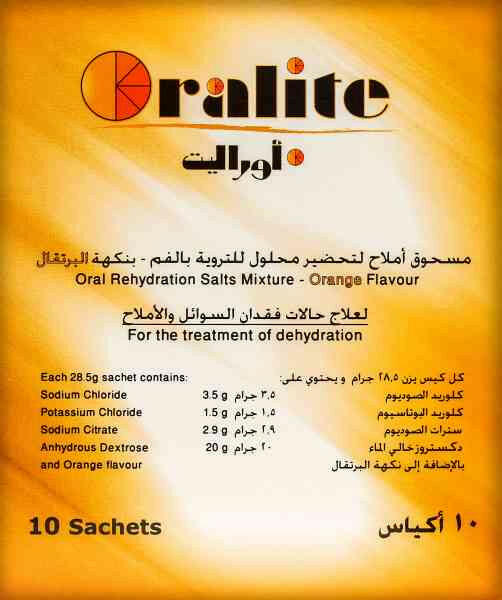 Oralite
أوراليت
مسحوق أملاح لتحضير محلول للتروية بالفم - بنكهة البرتقال
Oral Rehydration Salts Mixture - Orange Flavour
لعلاج حالات فقدان السوائل والأملاح
For the treatment of dehydration
Each 28.5g sachet contains: كل كيس يزن ٢٨,٥ جرام و يحتوي على:
Sodium Chloride 3.5 g ٣,٥ جرام كلوريد الصوديوم
Potassium Chloride 1.5 g ١,٥ جرام كلوريد البوتاسيوم
Sodium Citrate 2.9 g ٢,٩ جرام سترات الصوديوم
Anhydrous Dextrose 20 g ٢٠ جرام دكستروز خالي الماء
and Orange flavour بالإضافة إلى نكهة البرتقال
10 Sachets ١٠ أكياس